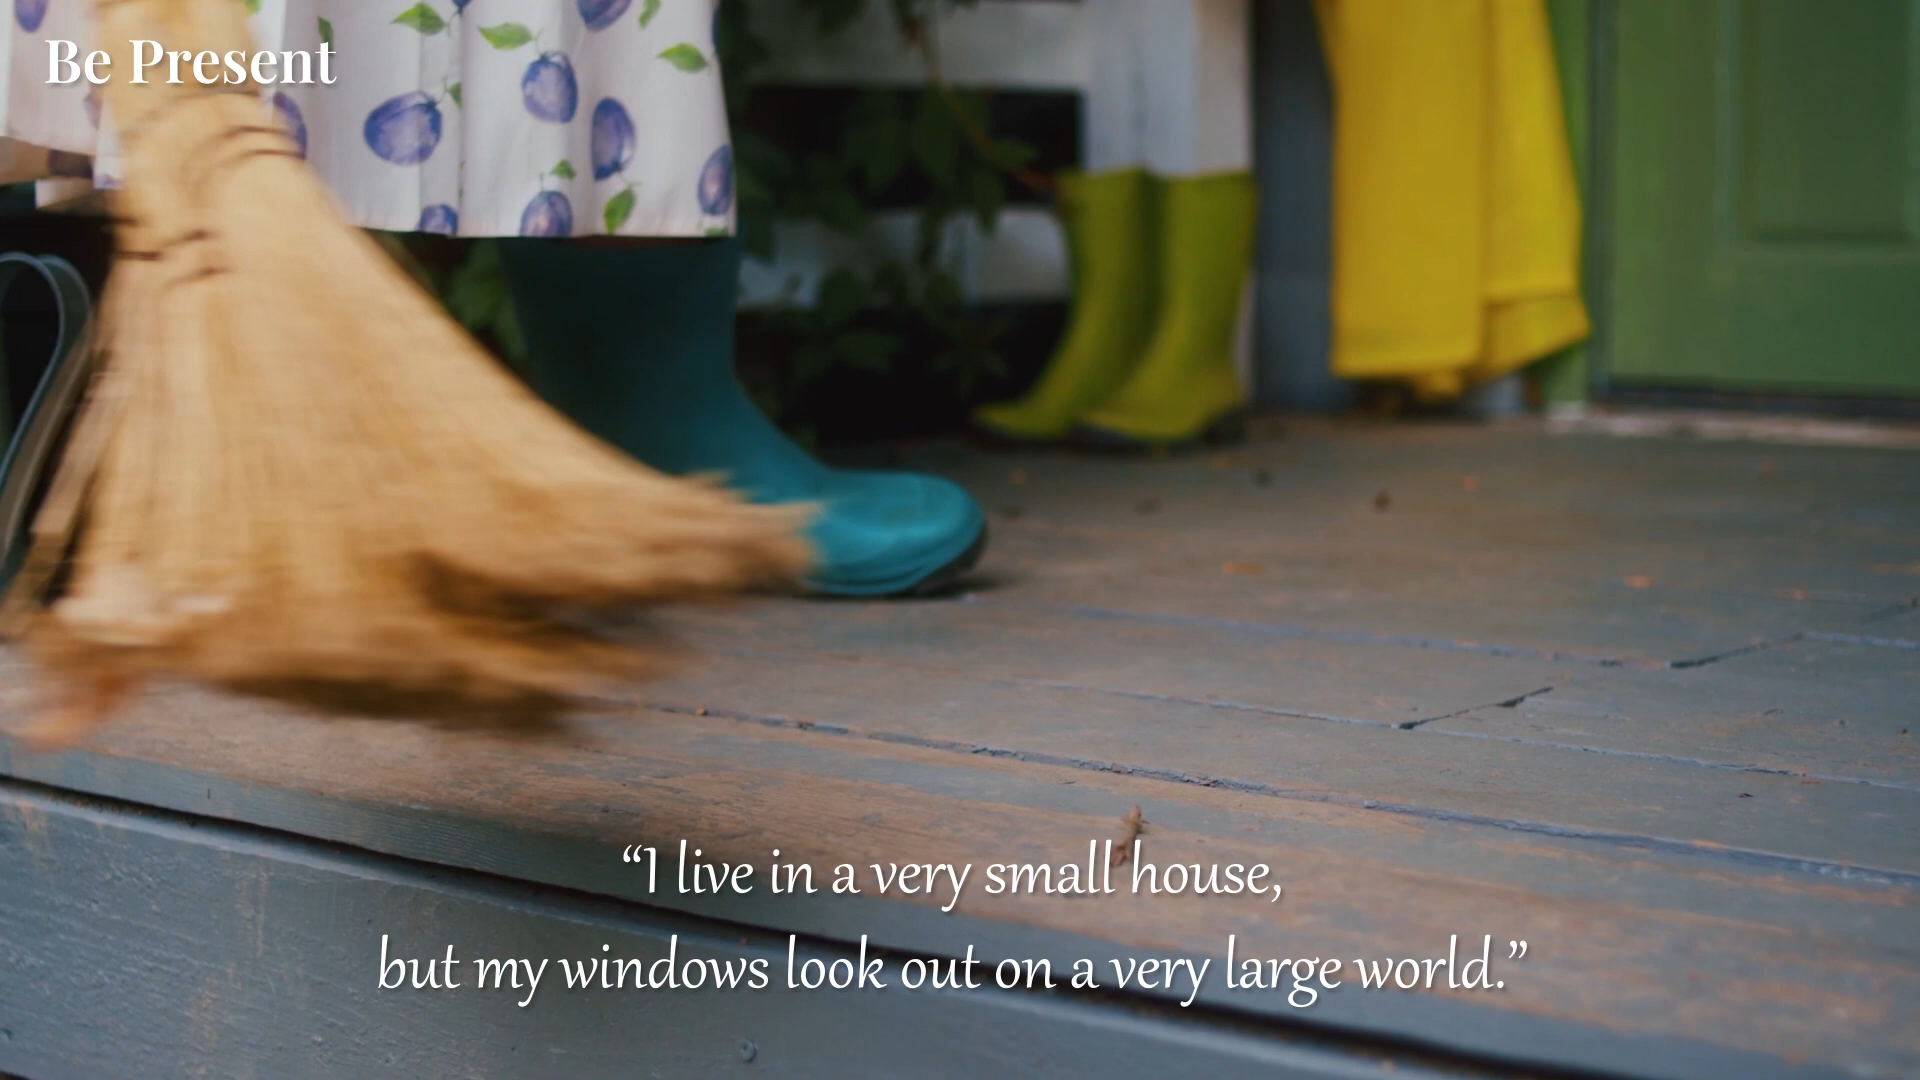 Be Present
“I live in a very small house,
but my windows look out on a very large world.”